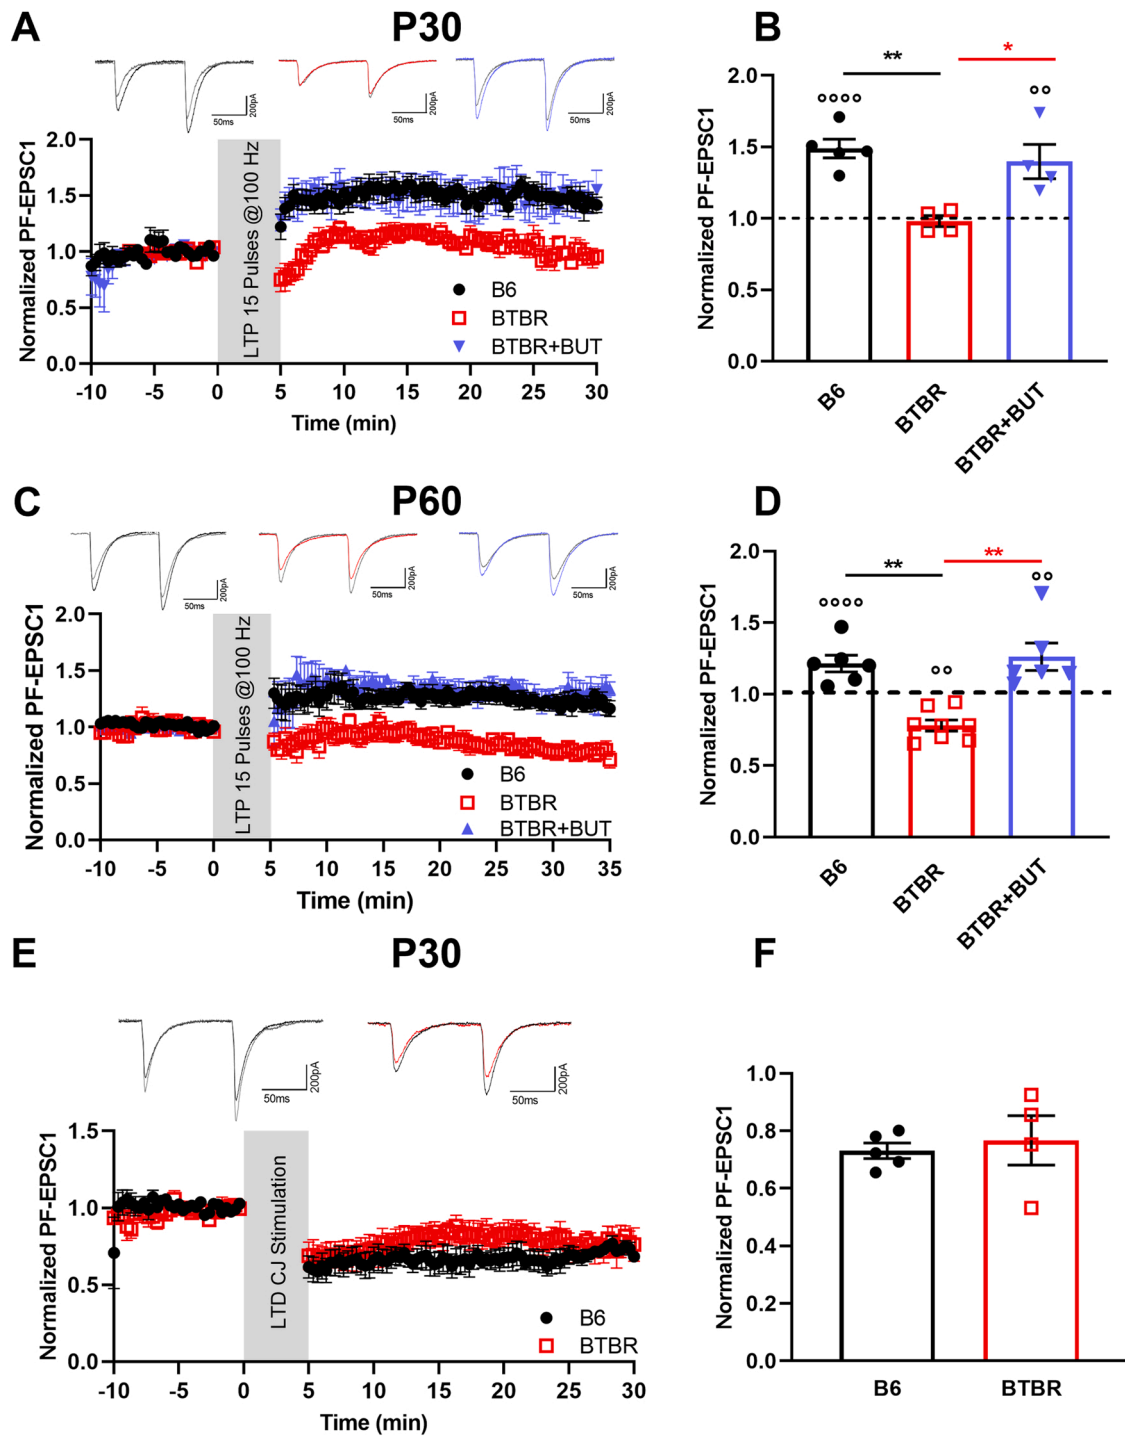 A
P30
B
50ms
200pA
50ms
200pA
50ms
200pA
Normalized PF-EPSC1
2.0
1.5
1.0
0.5
0.0
LTP 15 Pulses @100 Hz
B6
BTBR
BTBR+BUT
-10
-5
0
5
10
15
20
25
30
Time (min)
**
*
°°°°
°°
Normalized PF-EPSC1
2.0
1.5
1.0
0.5
0.0
B6
BTBR
BTBR+BUT
C
P60
D
50ms
200pA
50ms
200pA
50ms
200pA
Normalized PF-EPSC1
2.0
1.5
1.0
0.5
0.0
LTP 15 Pulses @100 Hz
B6
BTBR
BTBR+BUT
-10
-5
0
5
10
15
20
25
30
35
Time (min)
**
**
°°°°
°°
°°
Normalized PF-EPSC1
2.0
1.5
1.0
0.5
0.0
B6
BTBR
BTBR+BUT
E
P30
F
50ms
200pA
50ms
200pA
Normalized PF-EPSC1
1.5
1.0
0.5
0.0
LTD CJ Stimulation
B6
BTBR
-10
-5
0
5
10
15
20
25
30
Time (min)
Normalized PF-EPSC1
1.0
0.8
0.6
0.4
0.2
0.0
B6
BTBR